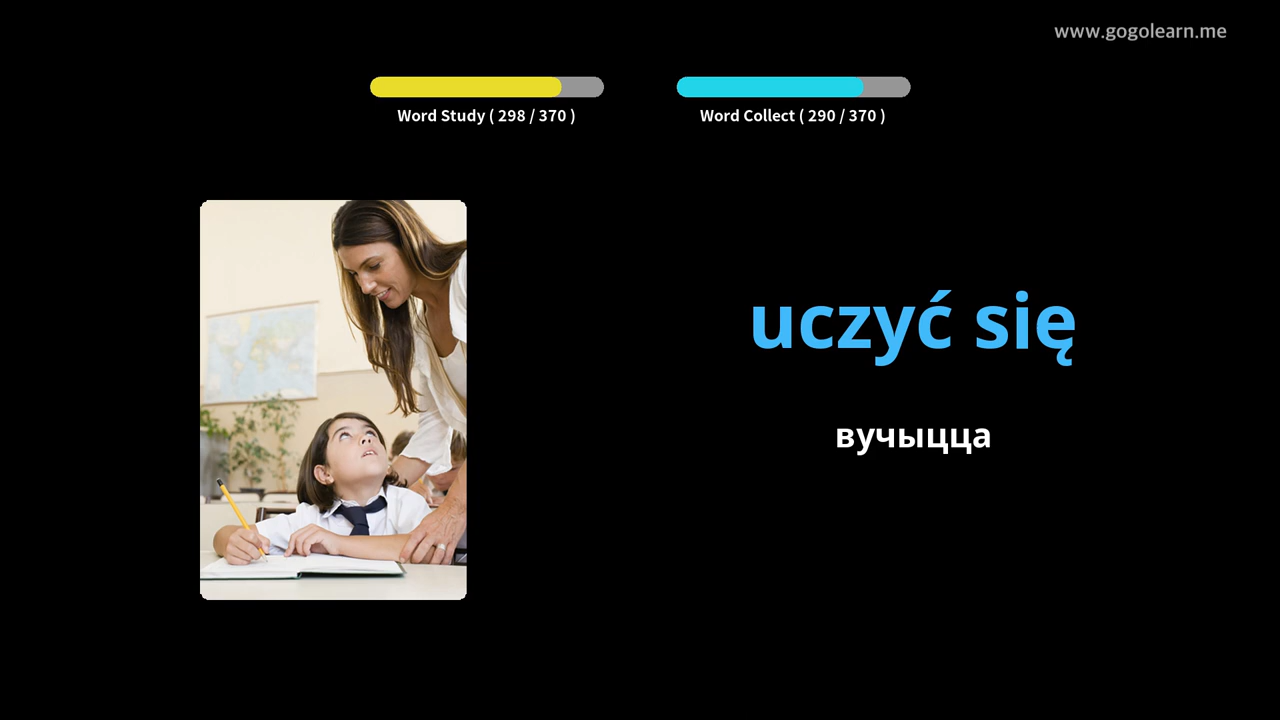 www.gogolearn.me
Word Study ( 298 / 370 )
Word Collect ( 290 / 370 )
uczyć się
вучыцца